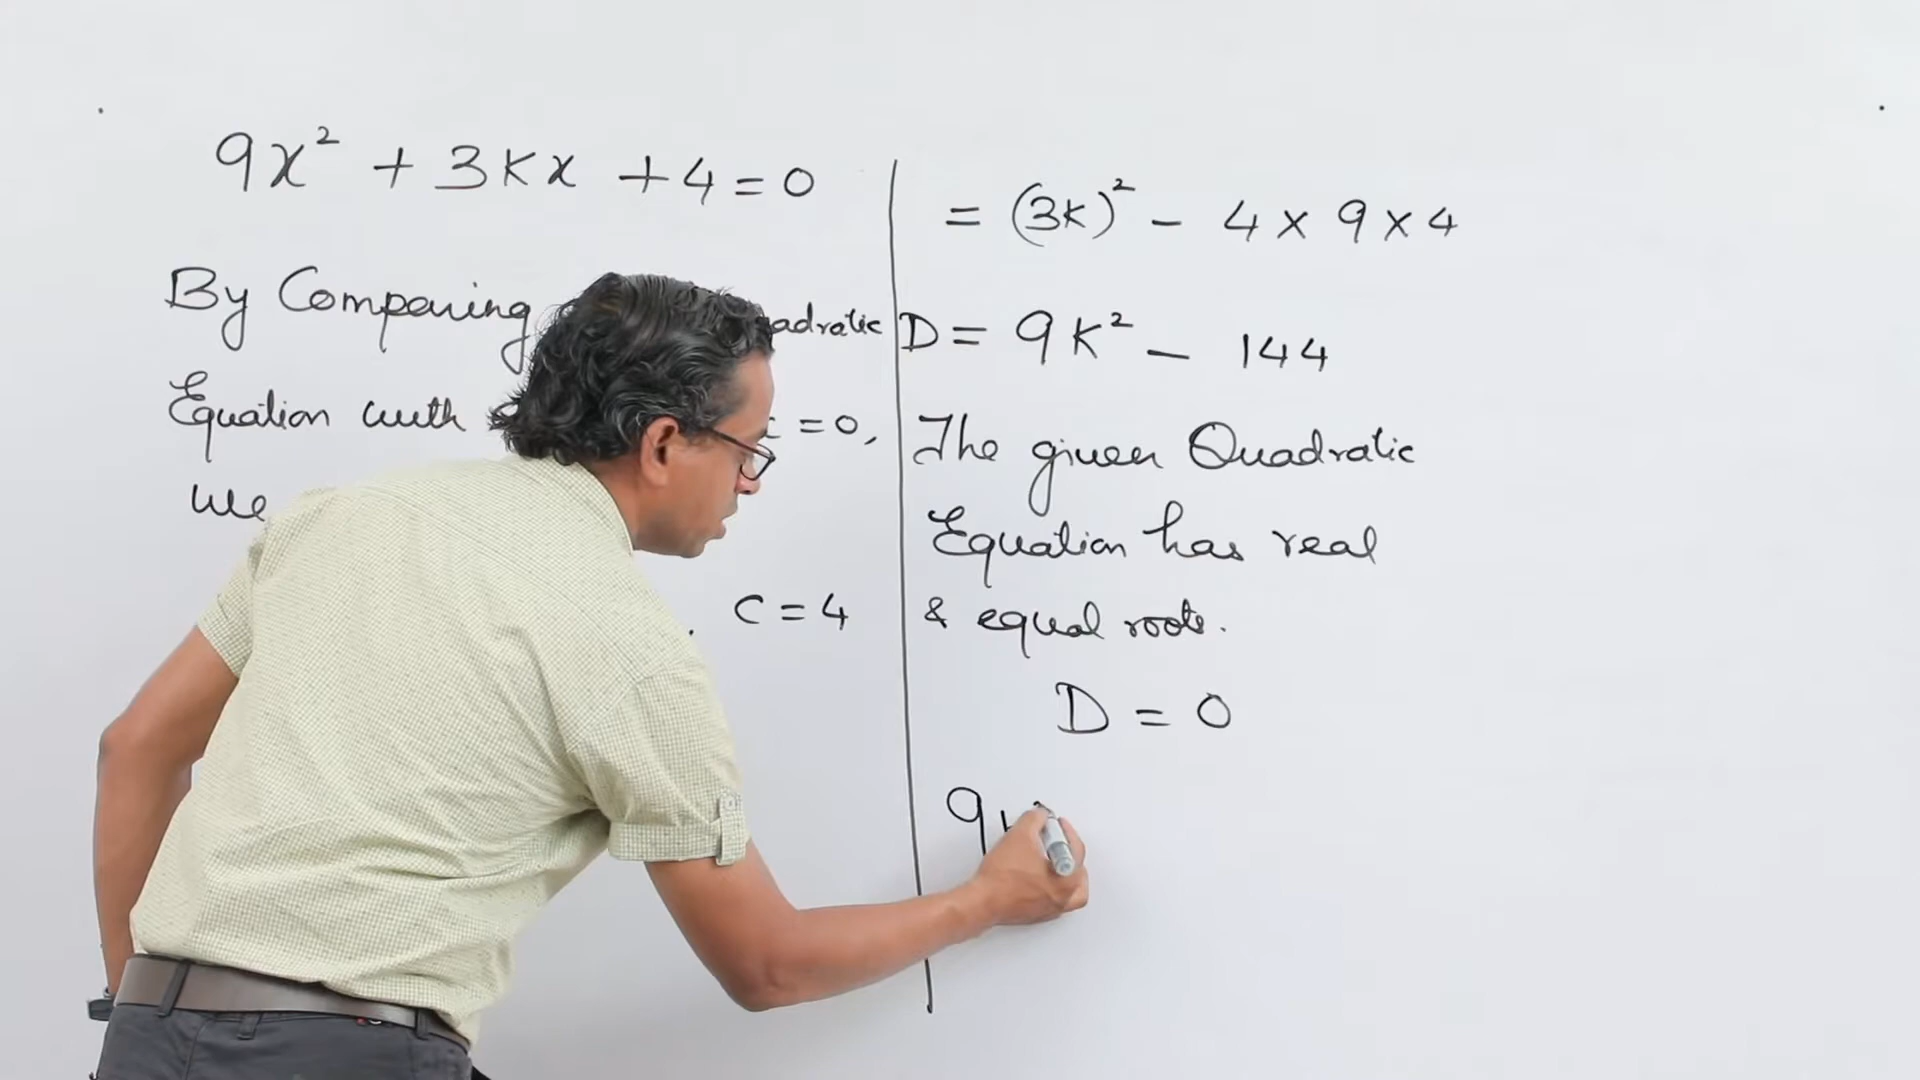 9x² + 3kx + 4 = 0
By Comparing
Equation with = 0,
we
. C = 4
= (3k)² - 4 × 9 × 4
D = 9k² - 144
The given Quadratic
Equation has real
& equal roots.
D = 0
9